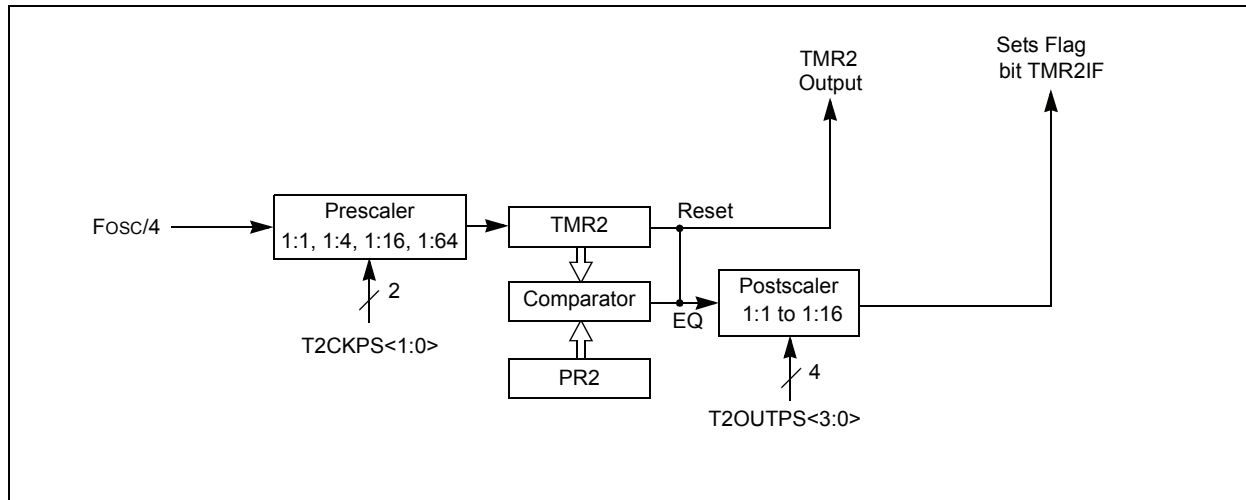 TMR2
Output
Sets Flag
bit TMR2IF
FOSC/4
Prescaler
1:1, 1:4, 1:16, 1:64
TMR2
Reset
2
Comparator
EQ
Postscaler
1:1 to 1:16
T2CKPS<1:0>
PR2
4
T2OUTPS<3:0>